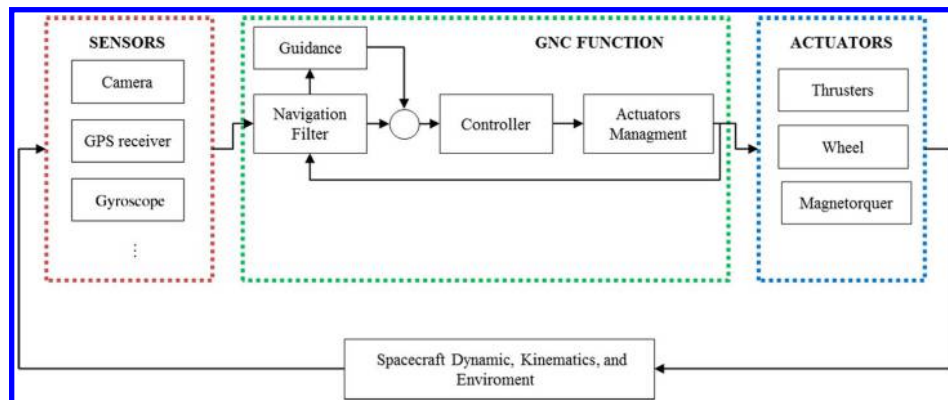 SENSORS
Camera
GPS receiver
Gyroscope
⋮
GNC FUNCTION
Guidance
Navigation
Filter
Controller
Actuators
Managment
ACTUATORS
Thrusters
Wheel
Magnetorquer
Spacecraft Dynamic, Kinematics, and
Enviroment